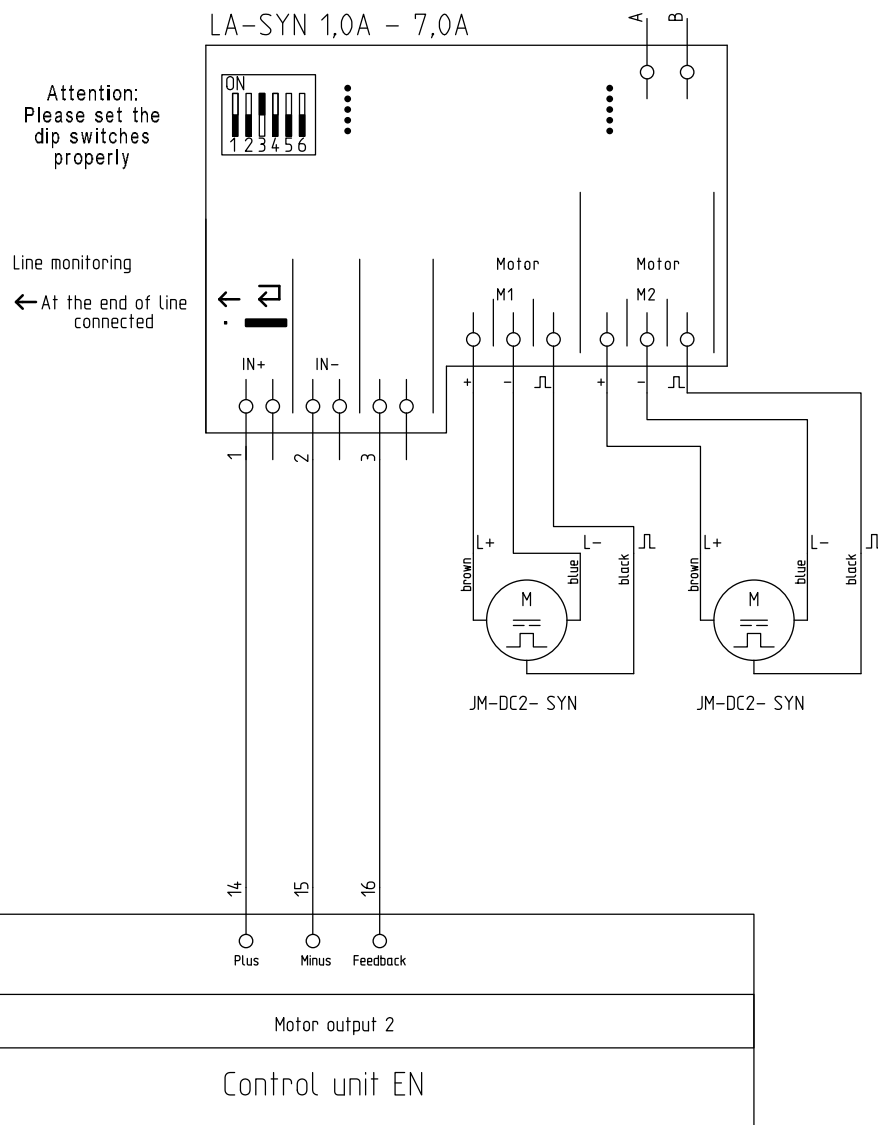 LA-SYN 1,0A - 7,0A
A
B
Attention:
Please set the
dip switches
properly
ON
1 2 3 4 5 6
Line monitoring
← At the end of line
connected
Motor
M1
Motor
M2
IN+
IN-
+
-
+
-
1
2
3
L+
L-
L+
L-
brown
blue
black
brown
blue
black
M
M
JM-DC2- SYN
JM-DC2- SYN
14
15
16
Plus
Minus
Feedback
Motor output 2
Control unit EN